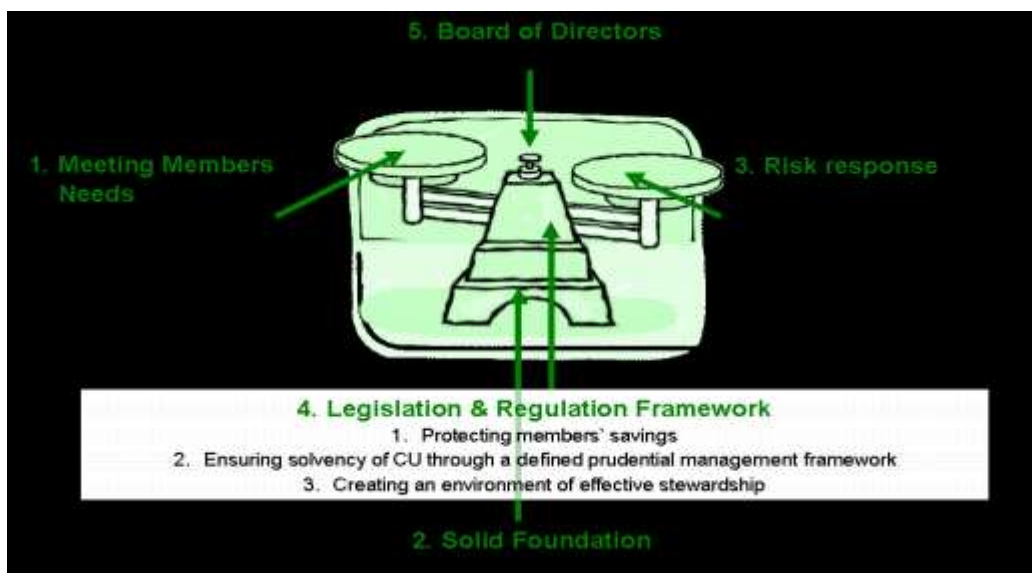 5. Board of Directors
1. Meeting Members
Needs
3. Risk response
4. Legislation & Regulation Framework
1. Protecting members` savings
2. Ensuring solvency of CU through a defined prudential management framework
3. Creating an environment of effective stewardship
2. Solid Foundation